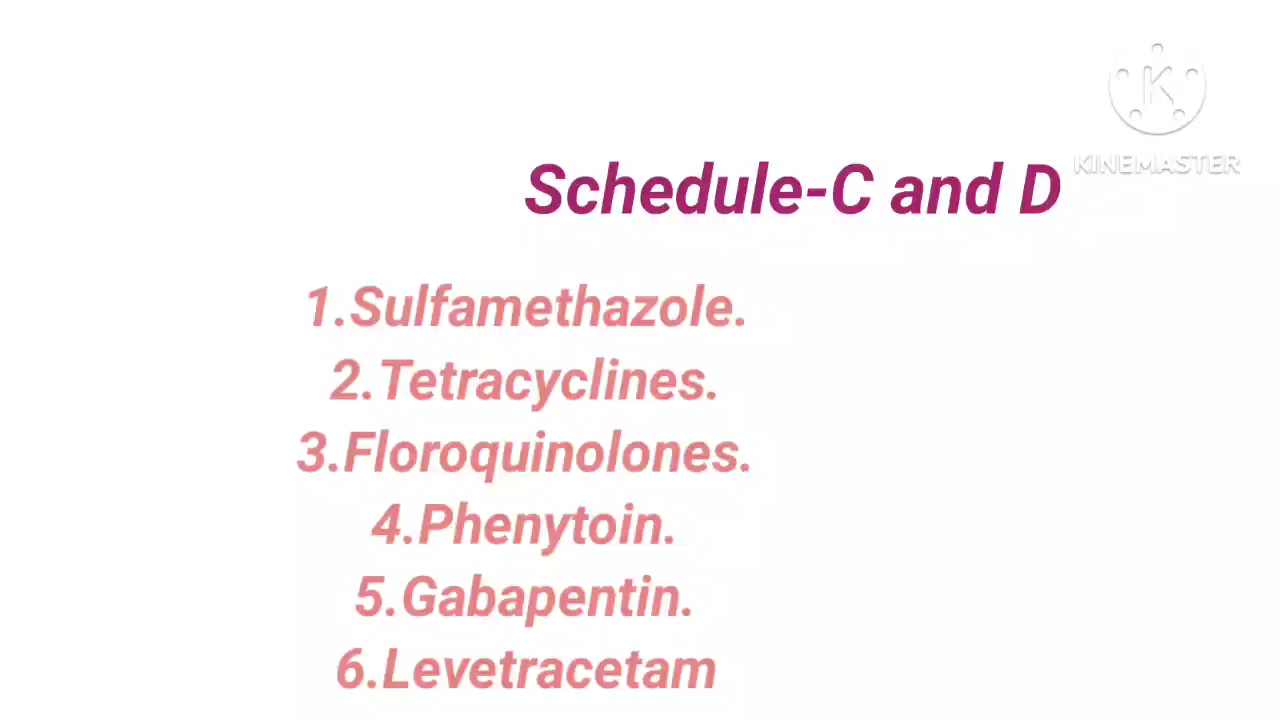 KINEMASTER
Schedule-C and D
1.Sulfamethazole.
2.Tetracyclines.
3.Floroquinolones.
4.Phenytoin.
5.Gabapentin.
6.Levetracetam